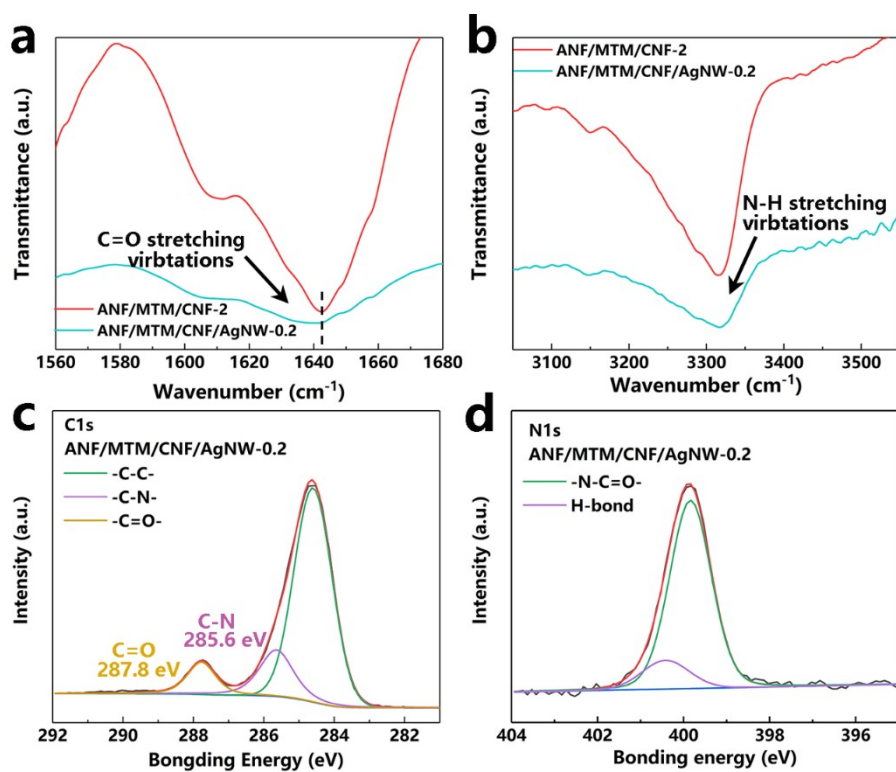 a
Transmittance (a.u.)
C=O stretching
virbtations
ANF/MTM/CNF-2
ANF/MTM/CNF/AgNW-0.2
1560 1580 1600 1620 1640 1660 1680
Wavenumber (cm⁻¹)
b
Transmittance (a.u.)
ANF/MTM/CNF-2
ANF/MTM/CNF/AgNW-0.2
N-H stretching
virbtations
3100 3200 3300 3400 3500
Wavenumber (cm⁻¹)
c
Intensity (a.u.)
C1s
ANF/MTM/CNF/AgNW-0.2
-C-C-
-C-N-
-C=O-
C-N
285.6 eV
C=O
287.8 eV
292 290 288 286 284 282
Bongding Energy (eV)
d
Intensity (a.u.)
N1s
ANF/MTM/CNF/AgNW-0.2
-N-C=O-
H-bond
404 402 400 398 396
Bonding energy (eV)